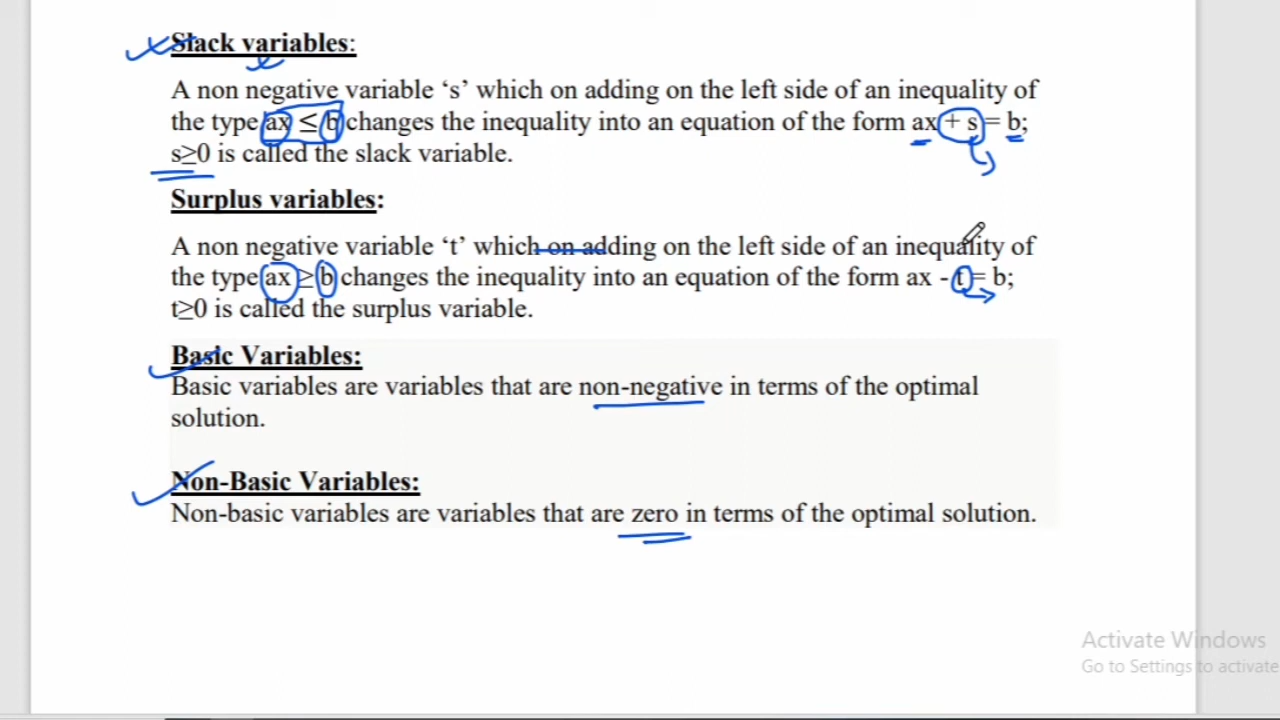 Slack variables:
A non negative variable ‘s’ which on adding on the left side of an inequality of
the type ax ≤ b changes the inequality into an equation of the form ax + s = b;
s≥0 is called the slack variable.
Surplus variables:
A non negative variable ‘t’ which on adding on the left side of an inequality of
the type ax ≥ b changes the inequality into an equation of the form ax - t = b;
t≥0 is called the surplus variable.
Basic Variables:
Basic variables are variables that are non-negative in terms of the optimal
solution.
Non-Basic Variables:
Non-basic variables are variables that are zero in terms of the optimal solution.
Activate Windows
Go to Settings to activate